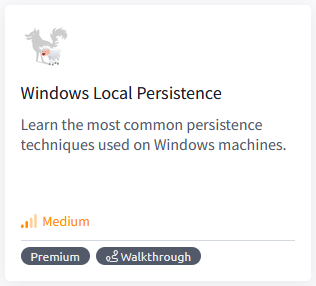 Windows Local Persistence
Learn the most common persistence
techniques used on Windows machines.
Medium
Premium
Walkthrough